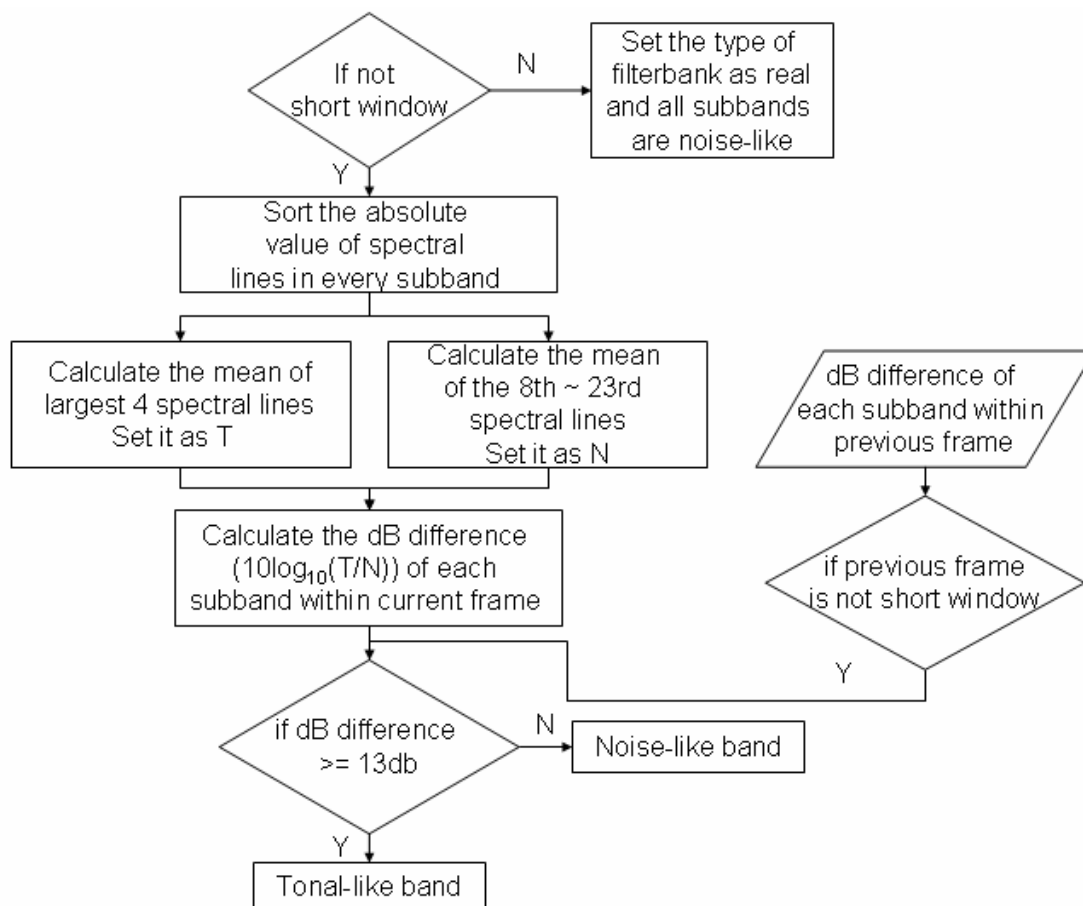 If not
short window
N
Set the type of
filterbank as real
and all subbands
are noise-like
Y
Sort the absolute
value of spectral
lines in every subband
Calculate the mean of
largest 4 spectral lines
Set it as T
Calculate the mean
of the 8th ~ 23rd
spectral lines
Set it as N
dB difference of
each subband within
previous frame
Calculate the dB difference
(10log₁₀(T/N)) of each
subband within current frame
if previous frame
is not short window
Y
if dB difference
>= 13db
N
Noise-like band
Y
Tonal-like band